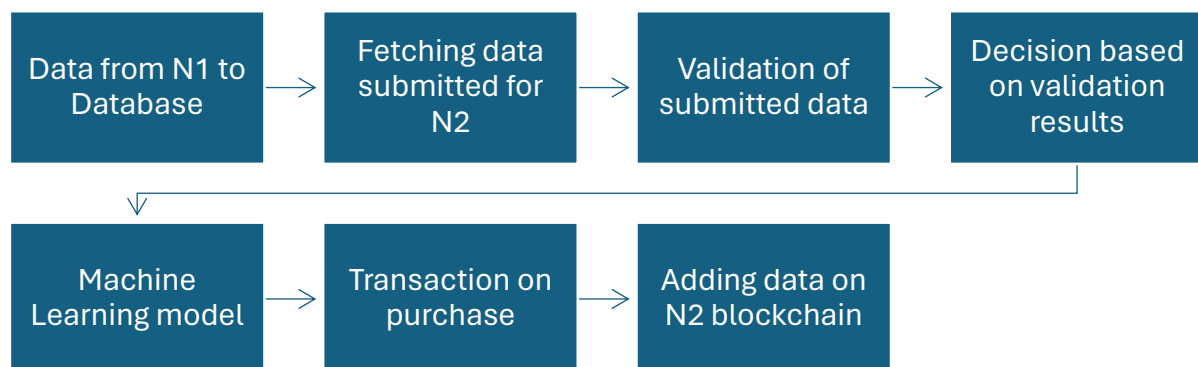 Data from N1 to
Database
Fetching data
submitted for
N2
Validation of
submitted data
Decision based
on validation
results
Machine
Learning model
Transaction on
purchase
Adding data on
N2 blockchain